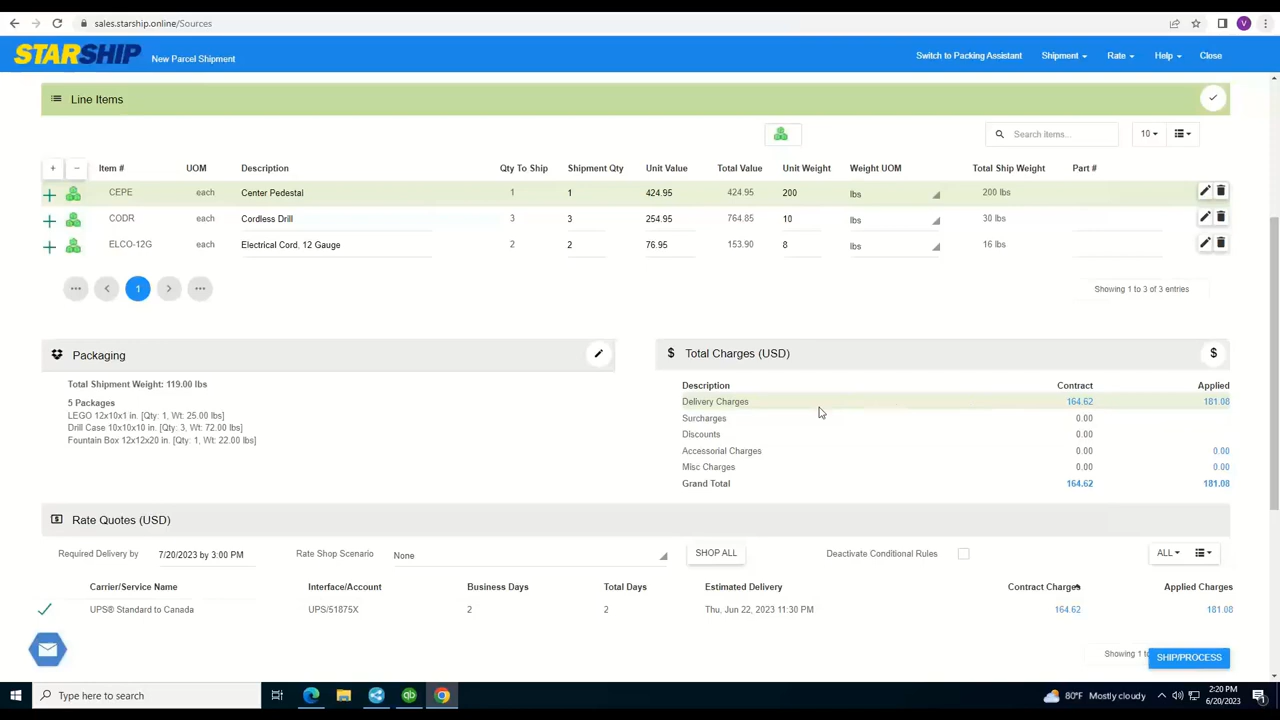 sales.starship.online/Sources
V
STARSHIP New Parcel Shipment Switch to Packing Assistant Shipment Rate Help Close
Line Items
Search items... 10
+ − Item # UOM Description Qty To Ship Shipment Qty Unit Value Total Value Unit Weight Weight UOM Total Ship Weight Part #
CEPE each Center Pedestal 1 1 424.95 424.95 200 lbs 200 lbs
CODR each Cordless Drill 3 3 254.95 764.85 10 lbs 30 lbs
ELCO-12G each Electrical Cord, 12 Gauge 2 2 76.95 153.90 8 lbs 16 lbs
1 Showing 1 to 3 of 3 entries
Packaging
Total Shipment Weight: 119.00 lbs
5 Packages
LEGO 12x10x1 in. [Qty: 1, Wt: 25.00 lbs]
Drill Case 10x10x10 in. [Qty: 3, Wt: 72.00 lbs]
Fountain Box 12x12x20 in. [Qty: 1, Wt: 22.00 lbs]
$ Total Charges (USD) $
Description Contract Applied
Delivery Charges 164.62 181.08
Surcharges 0.00
Discounts 0.00
Accessorial Charges 0.00 0.00
Misc Charges 0.00 0.00
Grand Total 164.62 181.08
Rate Quotes (USD)
Required Delivery by 7/20/2023 by 3:00 PM Rate Shop Scenario None SHOP ALL Deactivate Conditional Rules ALL
Carrier/Service Name Interface/Account Business Days Total Days Estimated Delivery Contract Charges Applied Charges
UPS® Standard to Canada UPS/51875X 2 2 Thu, Jun 22, 2023 11:30 PM 164.62 181.08
Showing 1 to
SHIP/PROCESS
Type here to search qb 80°F Mostly cloudy 2:20 PM
6/20/2023 1